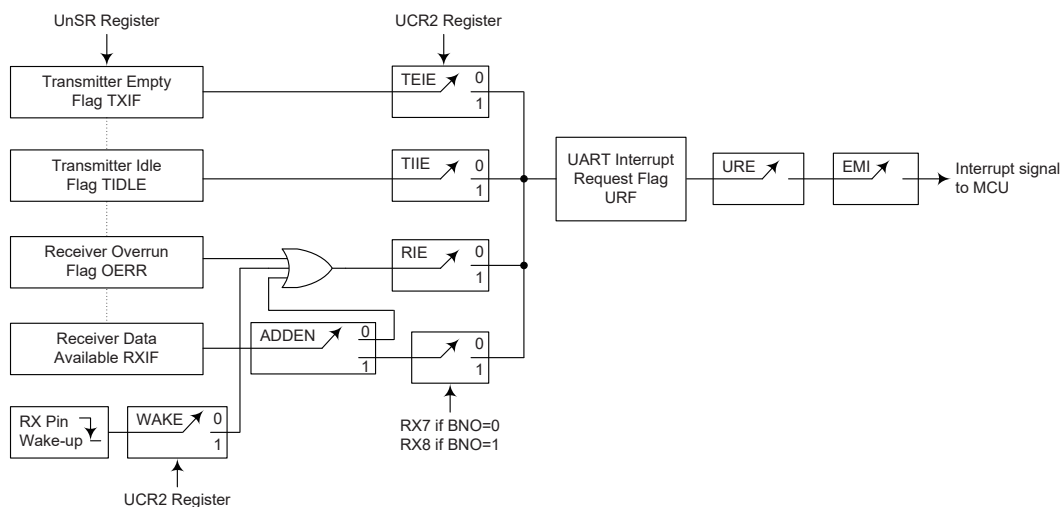 UnSR Register
UCR2 Register
Transmitter Empty
Flag TXIF
TEIE
0
1
Transmitter Idle
Flag TIDLE
TIIE
0
1
UART Interrupt
Request Flag
URF
URE
EMI
Interrupt signal
to MCU
Receiver Overrun
Flag OERR
RIE
0
1
Receiver Data
Available RXIF
ADDEN
0
1
0
1
RX Pin
Wake-up
WAKE
0
1
RX7 if BNO=0
RX8 if BNO=1
UCR2 Register